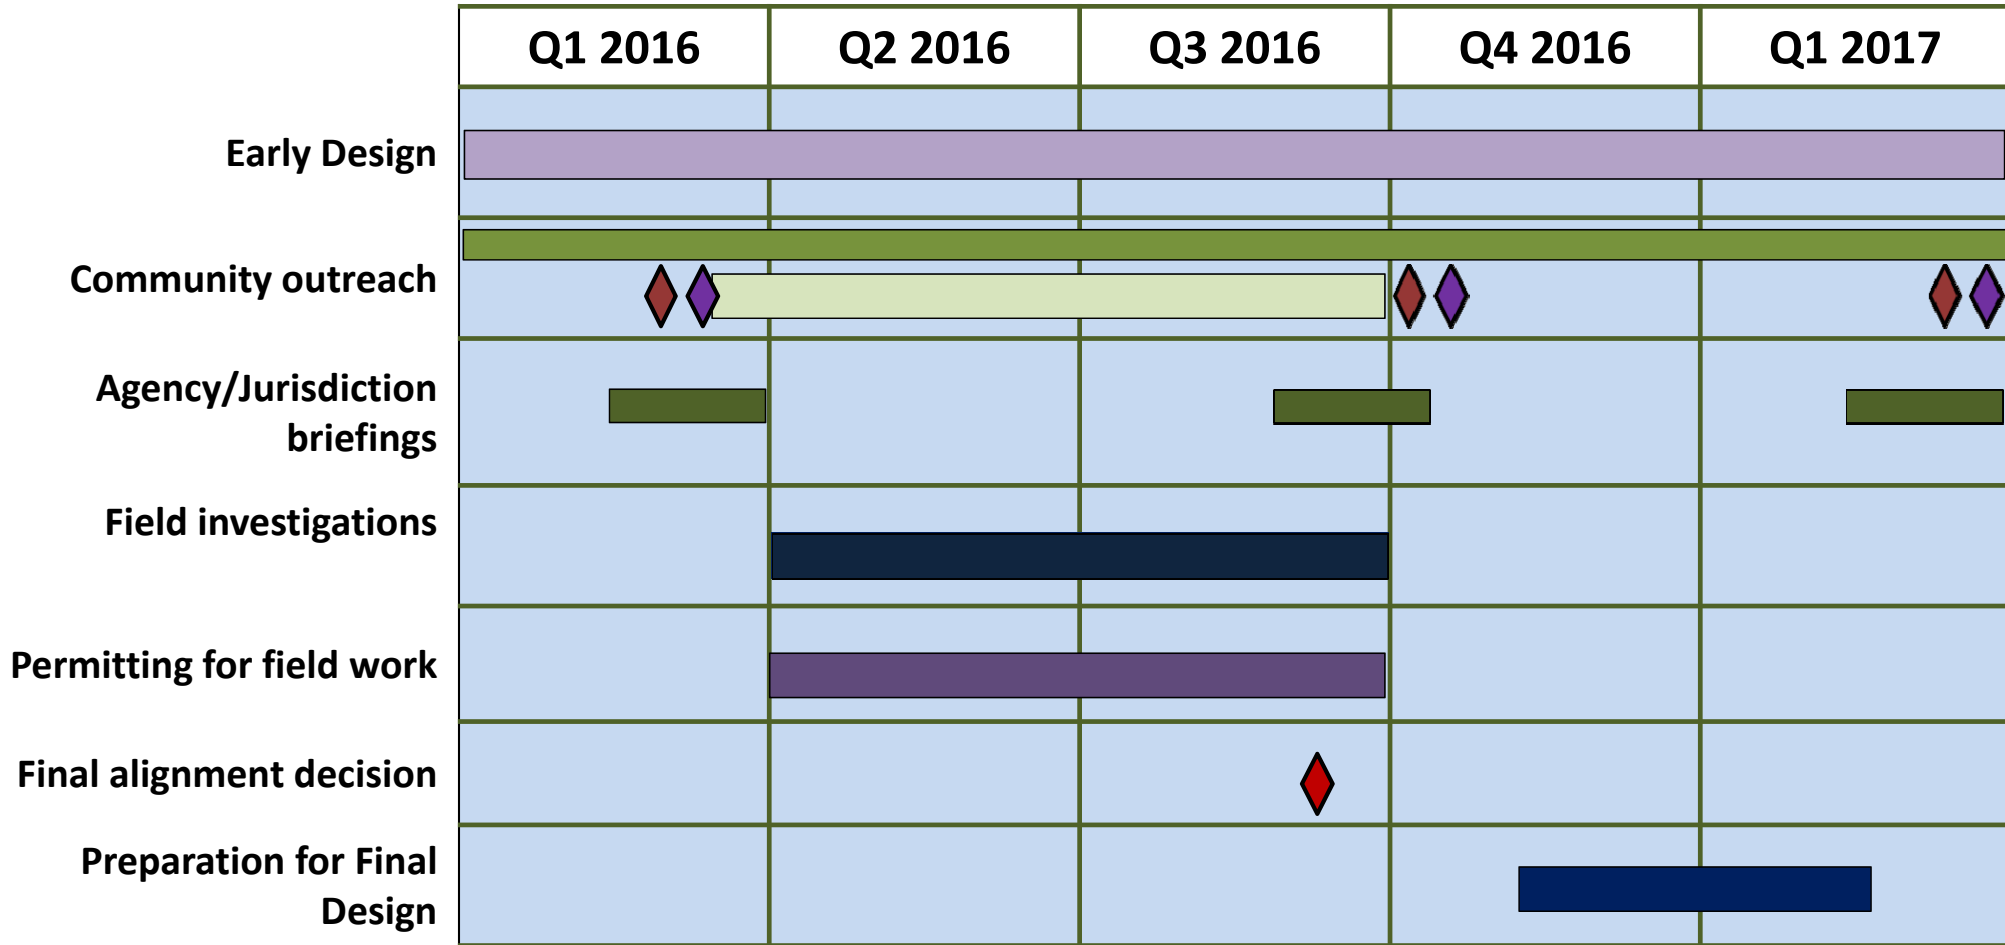 Q1 2016 Q2 2016 Q3 2016 Q4 2016 Q1 2017
Early Design
Community outreach
Agency/Jurisdiction
briefings
Field investigations
Permitting for field work
Final alignment decision
Preparation for Final
Design